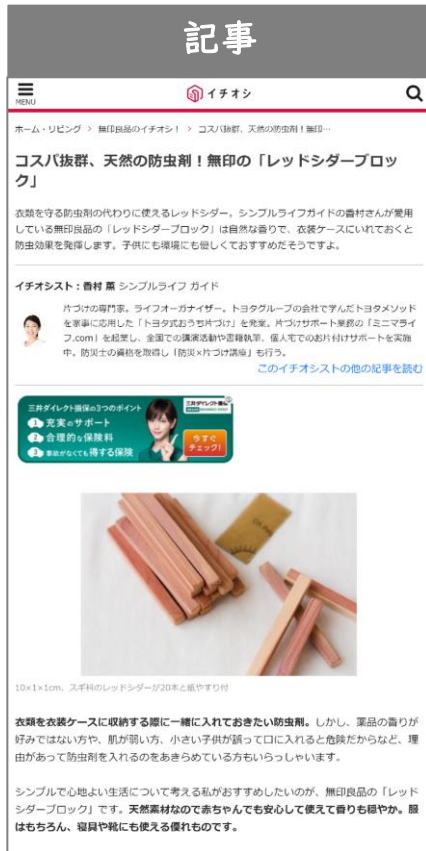 記事
MENU
イチオシ
ホーム・リビング > 無印良品のイチオシ！ > コスパ抜群、天然の防虫剤！無印…
コスパ抜群、天然の防虫剤！無印の「レッドシダーブロッ
ク」
衣類を守る防虫剤の代わりに使えるレッドシダー。シンプルライフガイドの香村さんが愛用
している無印良品の「レッドシダーブロック」は自然な香りで、衣装ケースにいれておくと
防虫効果を発揮します。子供にも環境にも優しくておすすめだそうですよ。
イチオシスト：香村 薫 シンプルライフ ガイド
片づけの専門家。ライフオーガナイザー。トヨタグループの会社で学んだトヨタメソッド
を家事に応用した「トヨタ式おうち片づけ」を発案。片づけサポート業務の「ミニマライ
フ.com」を起業し、全国での講演活動や書籍執筆、個人宅でのお片付けサポートを実施
中。防災士の資格を取得し「防災×片づけ講座」も行う。
このイチオシストの他の記事を読む
三井ダイレクト損保の3つのポイント
三井ダイレクト損保
1 充実のサポート
2 合理的な保険料
3 事故がなくても得する保険
今すぐ
チェック！
10×1×1cm、スギ科のレッドシダーが20本と紙やすり付
衣類を衣装ケースに収納する際に一緒に入れておきたい防虫剤。しかし、薬品の香りが
好みではない方や、肌が弱い方、小さい子供が誤って口に入れると危険だからなど、理
由があって防虫剤を入れるのをあきらめている方もいらっしゃいます。
シンプルで心地よい生活について考える私がおすすめしたいのが、無印良品の「レッド
シダーブロック」です。天然素材なので赤ちゃんでも安心して使えて香りも穏やか。服
はもちろん、寝具や靴にも使える優れものです。